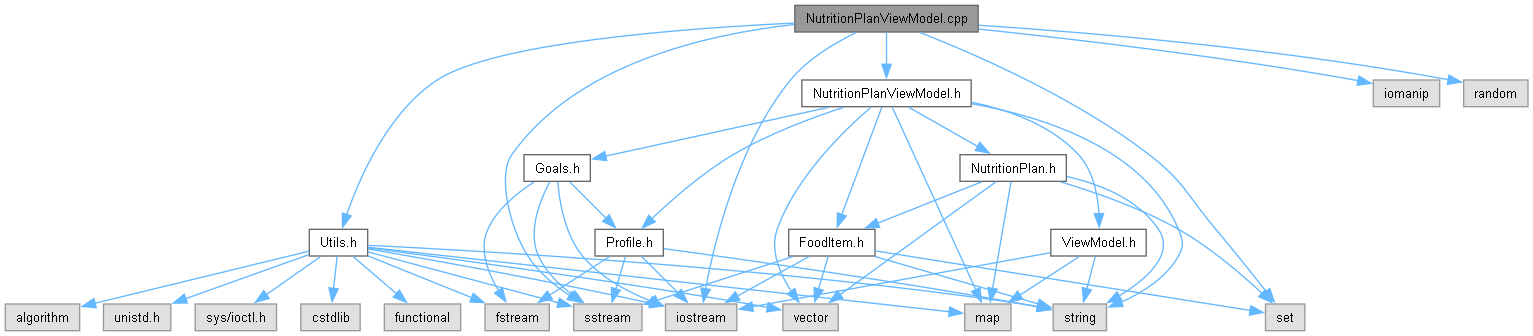 NutritionPlanViewModel.cpp
NutritionPlanViewModel.h
iomanip
random
Goals.h
NutritionPlan.h
Utils.h
Profile.h
FoodItem.h
ViewModel.h
algorithm
unistd.h
sys/ioctl.h
cstdlib
functional
fstream
sstream
iostream
vector
map
string
set